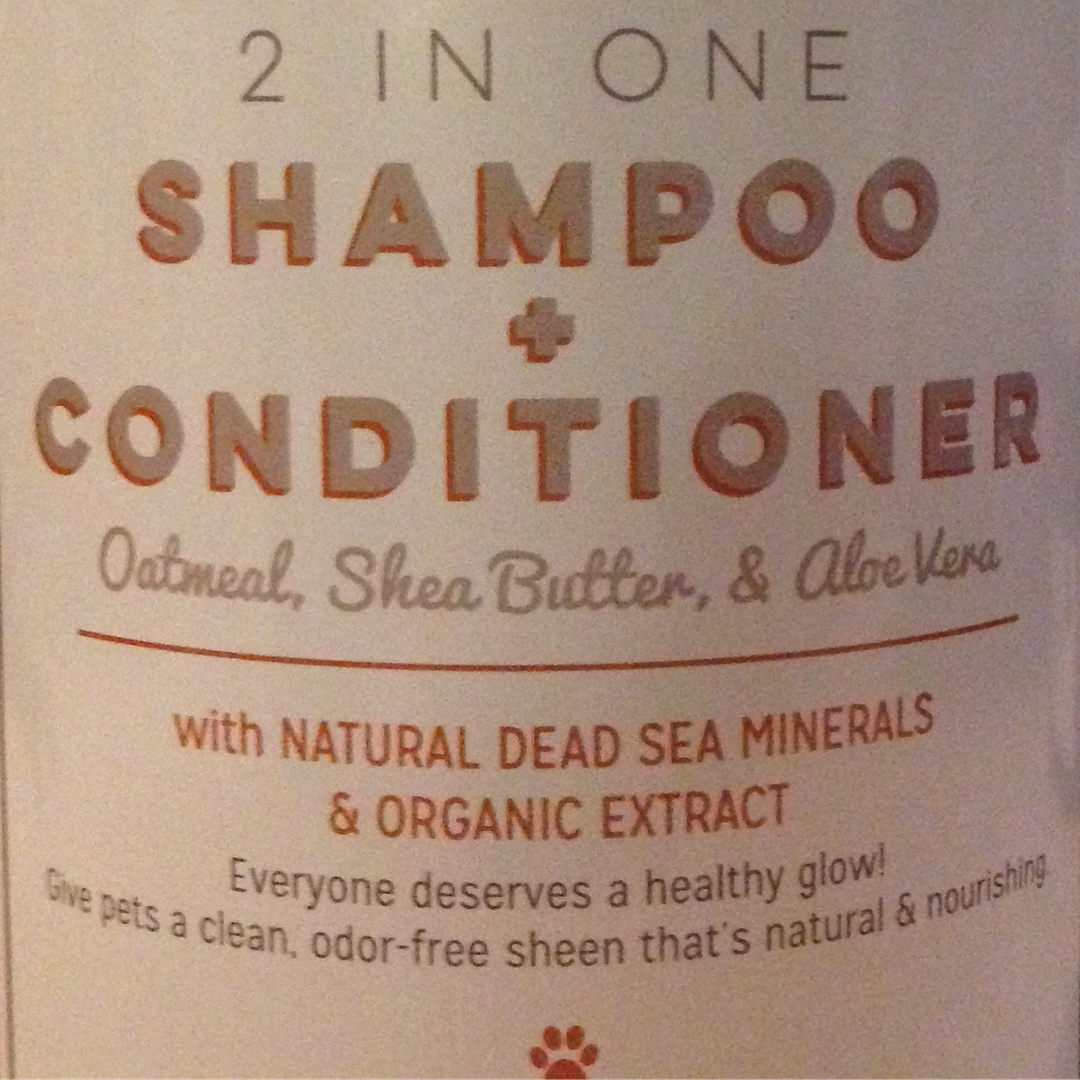 2 IN ONE
SHAMPOO
+
CONDITIONER
Oatmeal, Shea Butter, & Aloe Vera
with NATURAL DEAD SEA MINERALS
& ORGANIC EXTRACT
Everyone deserves a healthy glow!
Give pets a clean, odor-free sheen that's natural & nourishing